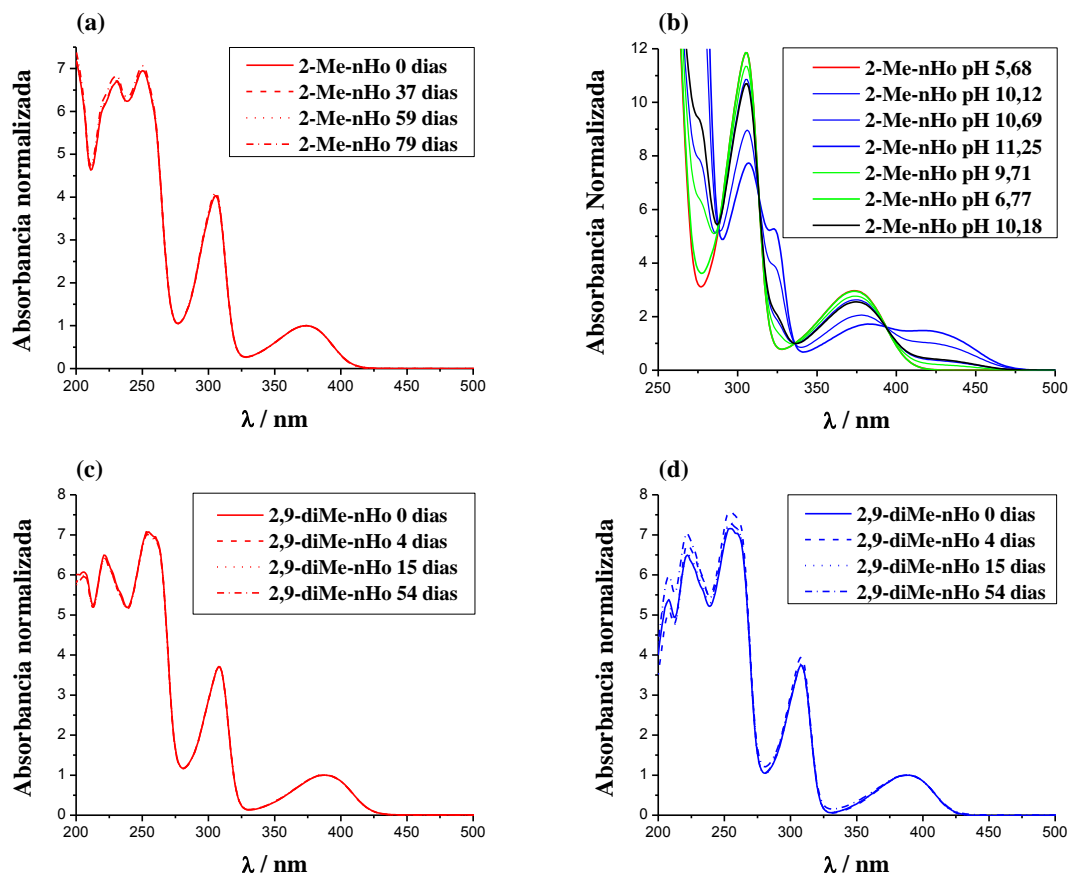 (a)
Absorbancia normalizada
7
6
5
4
3
2
1
0
200 250 300 350 400 450 500
λ / nm
2-Me-nHo 0 dias
2-Me-nHo 37 dias
2-Me-nHo 59 dias
2-Me-nHo 79 dias
(b)
Absorbancia Normalizada
12
10
8
6
4
2
0
250 300 350 400 450 500
λ / nm
2-Me-nHo pH 5,68
2-Me-nHo pH 10,12
2-Me-nHo pH 10,69
2-Me-nHo pH 11,25
2-Me-nHo pH 9,71
2-Me-nHo pH 6,77
2-Me-nHo pH 10,18
(c)
Absorbancia normalizada
8
7
6
5
4
3
2
1
0
200 250 300 350 400 450 500
λ / nm
2,9-diMe-nHo 0 dias
2,9-diMe-nHo 4 dias
2,9-diMe-nHo 15 dias
2,9-diMe-nHo 54 dias
(d)
Absorbancia normalizada
8
7
6
5
4
3
2
1
0
200 250 300 350 400 450 500
λ / nm
2,9-diMe-nHo 0 dias
2,9-diMe-nHo 4 dias
2,9-diMe-nHo 15 dias
2,9-diMe-nHo 54 dias